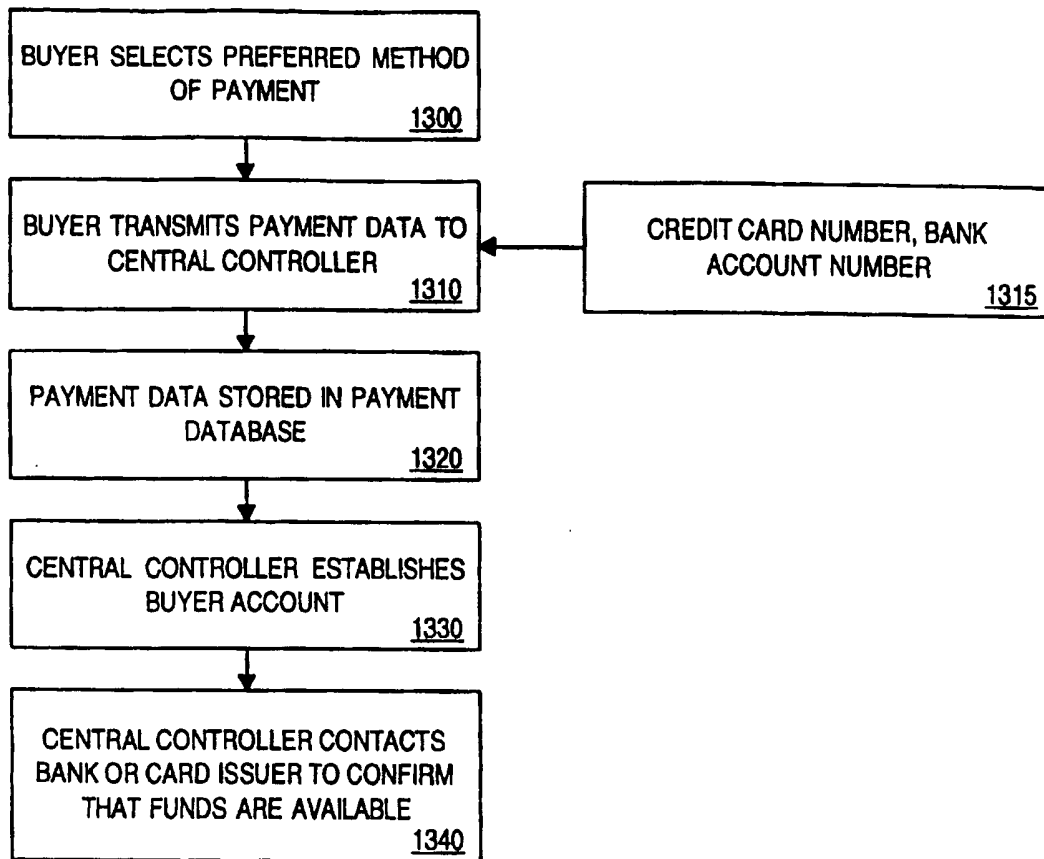 BUYER SELECTS PREFERRED METHOD
OF PAYMENT
1300
BUYER TRANSMITS PAYMENT DATA TO
CENTRAL CONTROLLER
1310
CREDIT CARD NUMBER, BANK
ACCOUNT NUMBER
1315
PAYMENT DATA STORED IN PAYMENT
DATABASE
1320
CENTRAL CONTROLLER ESTABLISHES
BUYER ACCOUNT
1330
CENTRAL CONTROLLER CONTACTS
BANK OR CARD ISSUER TO CONFIRM
THAT FUNDS ARE AVAILABLE
1340